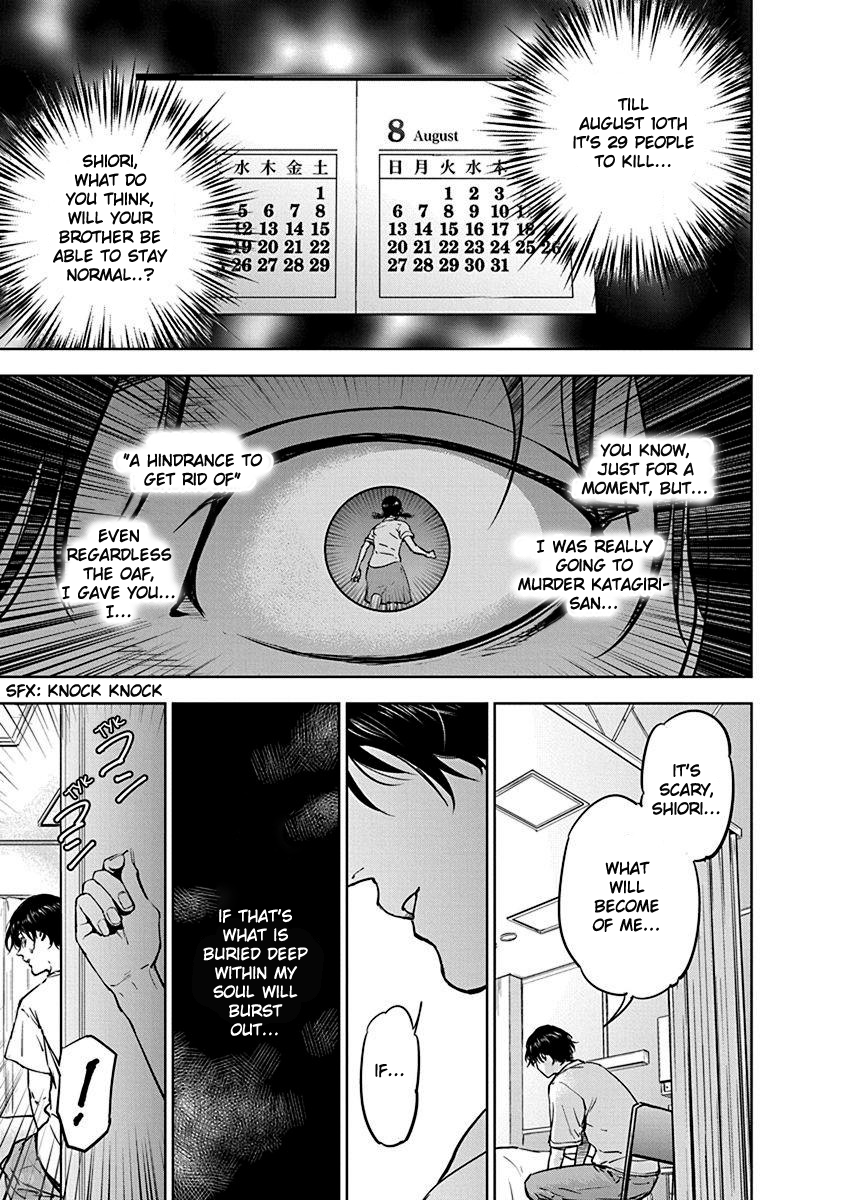 TILL
AUGUST 10TH
IT'S 29 PEOPLE
TO KILL...
SHIORI,
WHAT DO
YOU THINK,
WILL YOUR
BROTHER BE
ABLE TO STAY
NORMAL..?
8 August
日 月 火 水 木
1 2 3
6 7 8 9 10 11
13 14 15 16 17 18
20 21 22 23 24 25 26
27 28 29 30 31
水 木 金 土
1
5 6 7 8
12 13 14 15
19 20 21 22
26 27 28 29
YOU KNOW,
JUST FOR A
MOMENT, BUT...
I WAS REALLY
GOING TO
MURDER KATAGIRI-
SAN...
"A HINDRANCE TO
GET RID OF"
EVEN
REGARDLESS
THE OAF,
I GAVE YOU...
I...
SFX: KNOCK KNOCK
IT'S
SCARY,
SHIORI...
WHAT
WILL
BECOME
OF ME...
IF...
IF THAT'S
WHAT IS
BURIED DEEP
WITHIN MY
SOUL WILL
BURST
OUT...
TYK
TYK
TYK
!